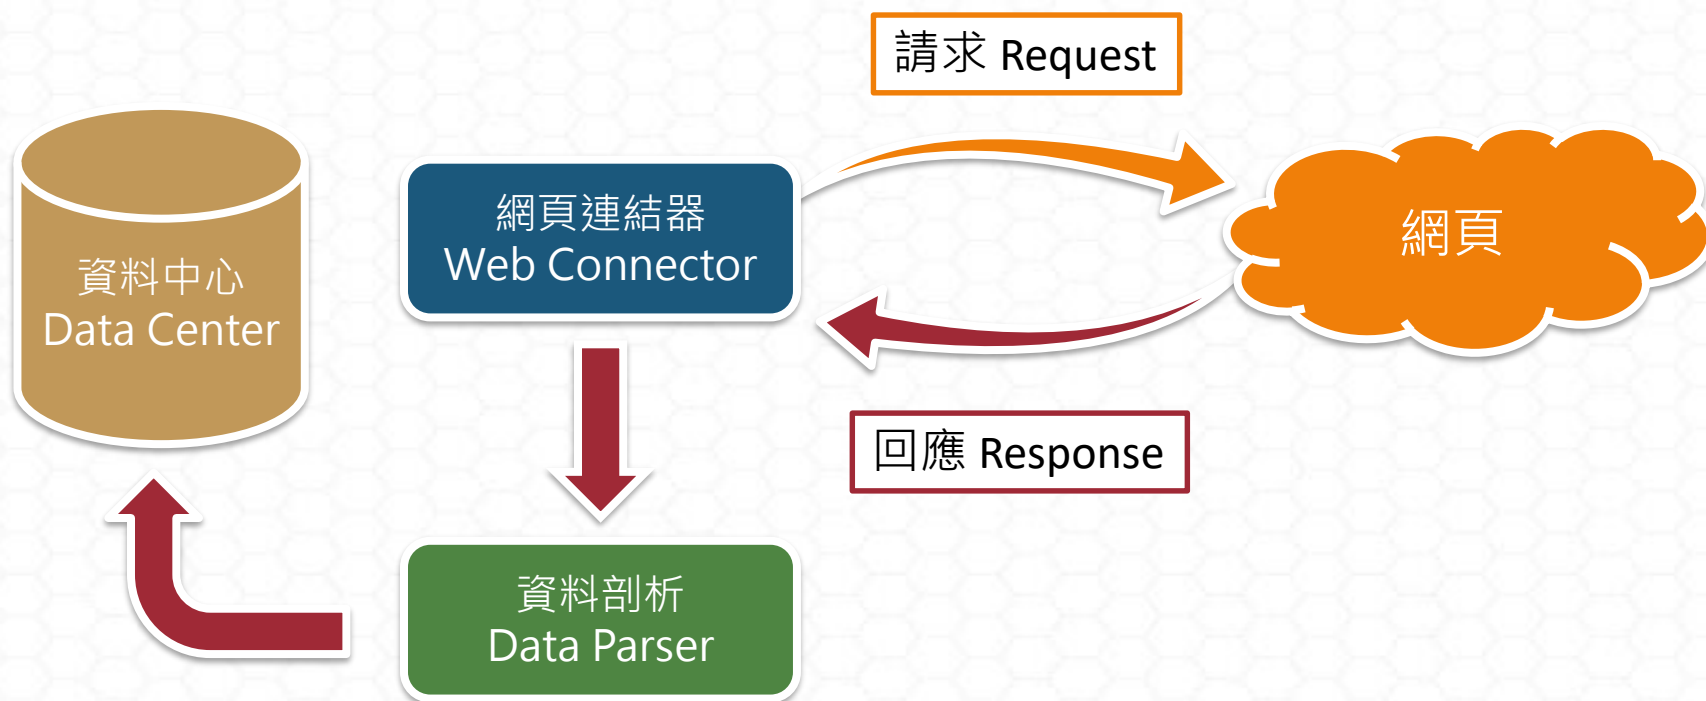 請求 Request
網頁連結器
Web Connector
網頁
資料中心
Data Center
回應 Response
資料剖析
Data Parser